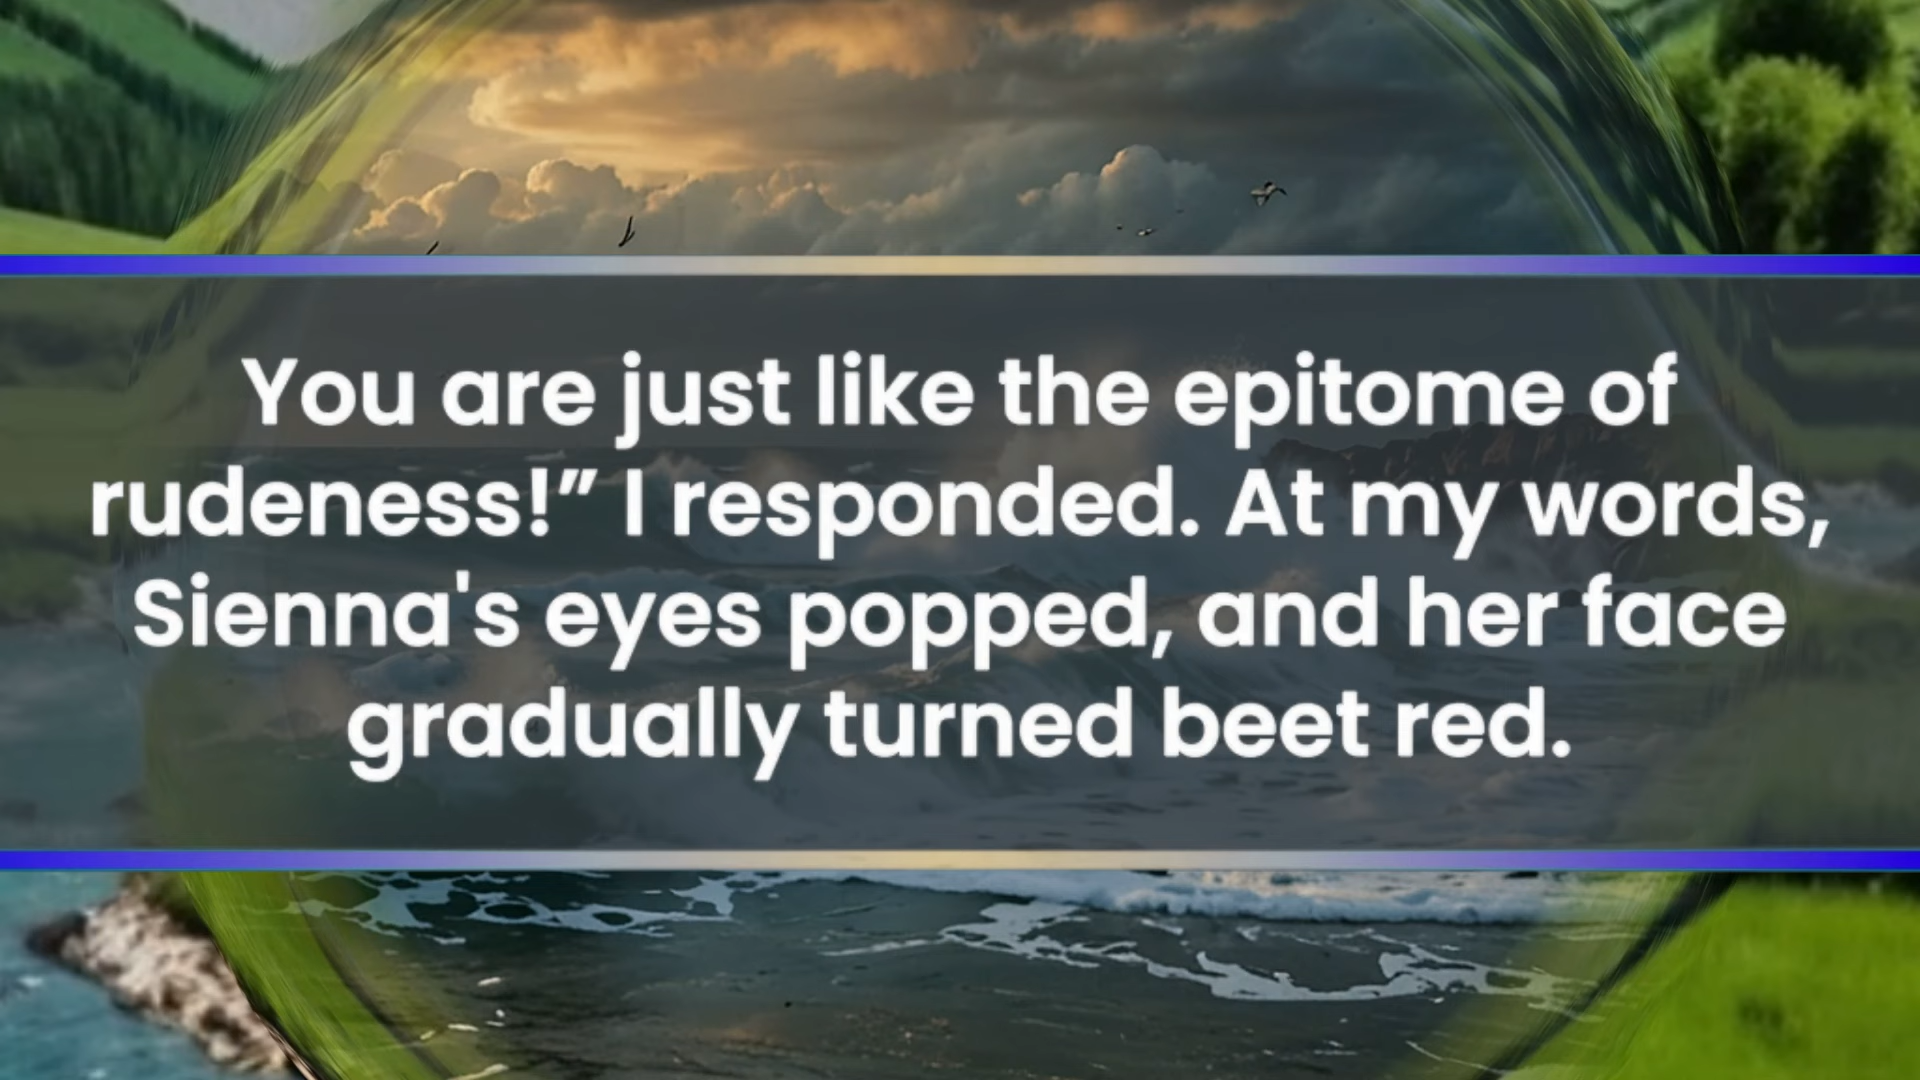 You are just like the epitome of
rudeness!” I responded. At my words,
Sienna's eyes popped, and her face
gradually turned beet red.